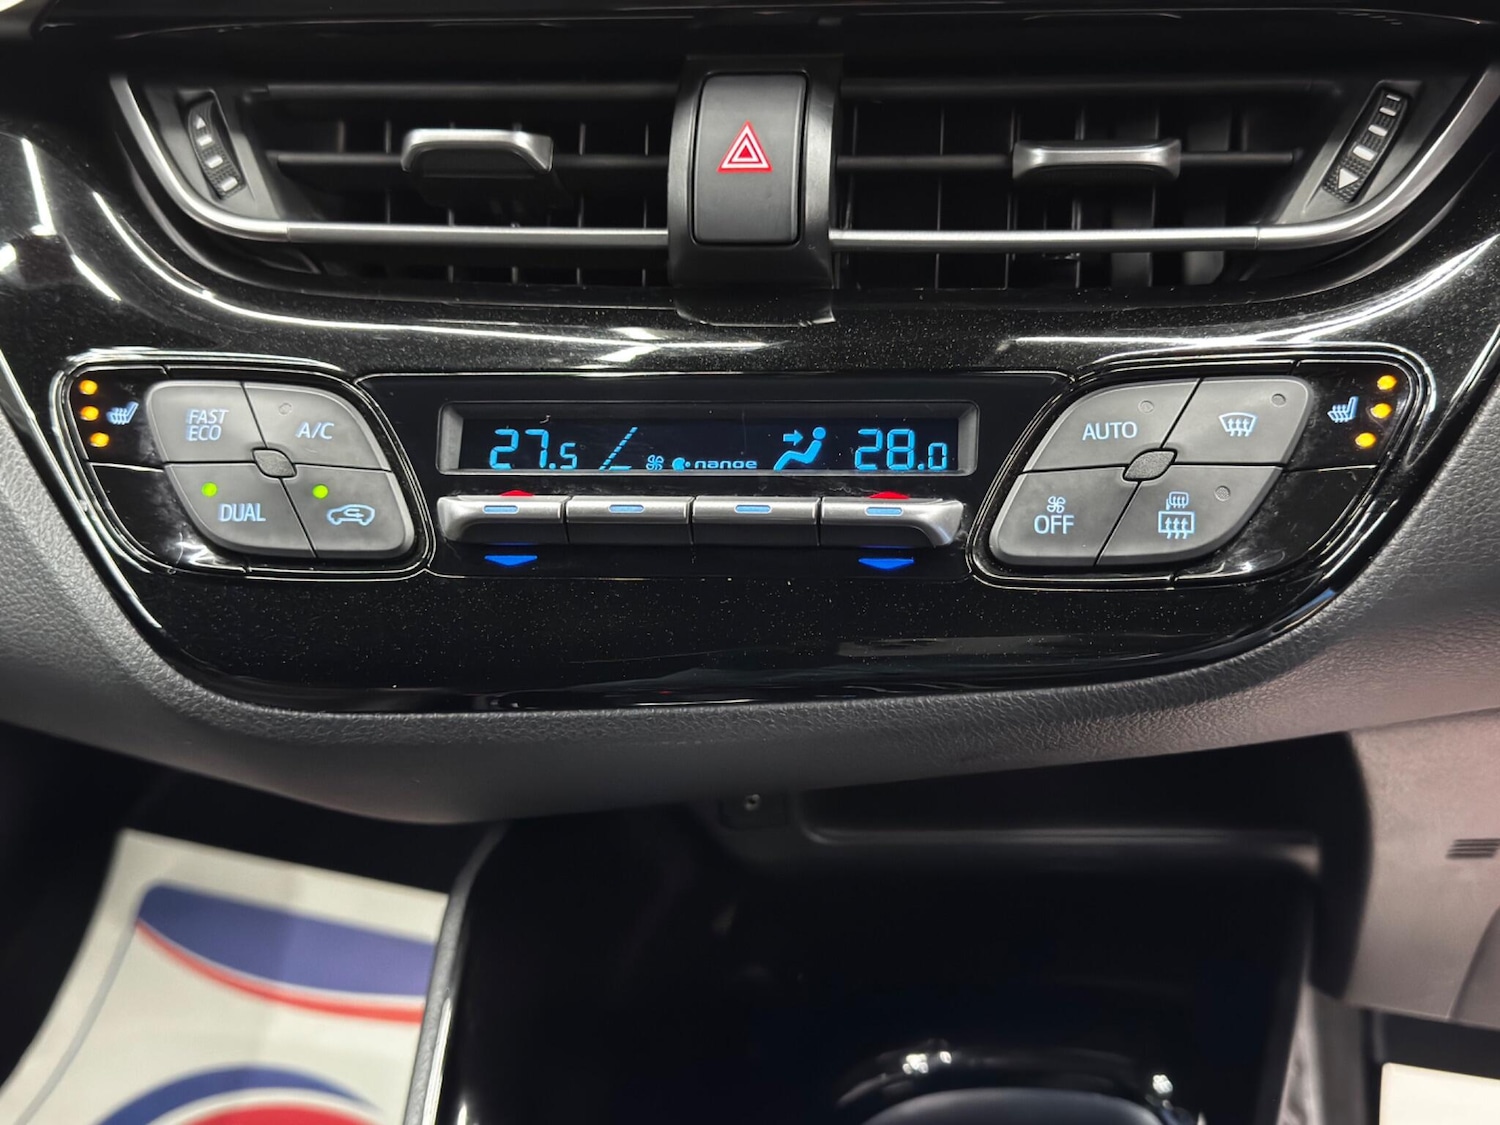 FAST
ECO
A/C
DUAL
27.5
nanoe
28.0
AUTO
OFF